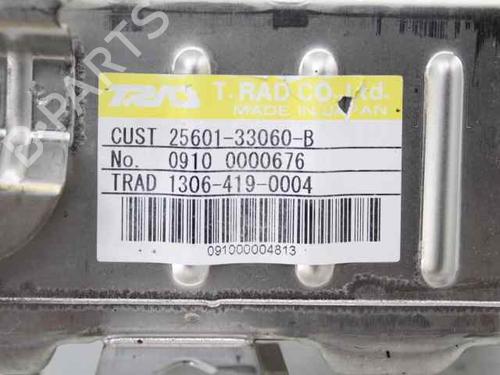 B-PARTS
TRAD T.RAD CO.,Ltd.
MADE IN JAPAN
CUST 25601-33060-B
No. 0910 0000676
TRAD 1306-419-0004
091000004813